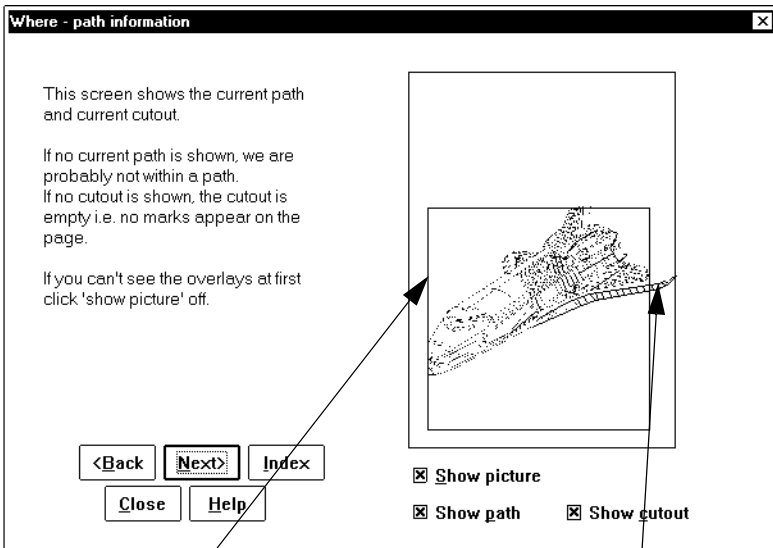 Where - path information
This screen shows the current path
and current cutout.
If no current path is shown, we are
probably not within a path.
If no cutout is shown, the cutout is
empty i.e. no marks appear on the
page.
If you can't see the overlays at first
click 'show picture' off.
<Back Next> Index
Close Help
Show picture
Show path Show cutout